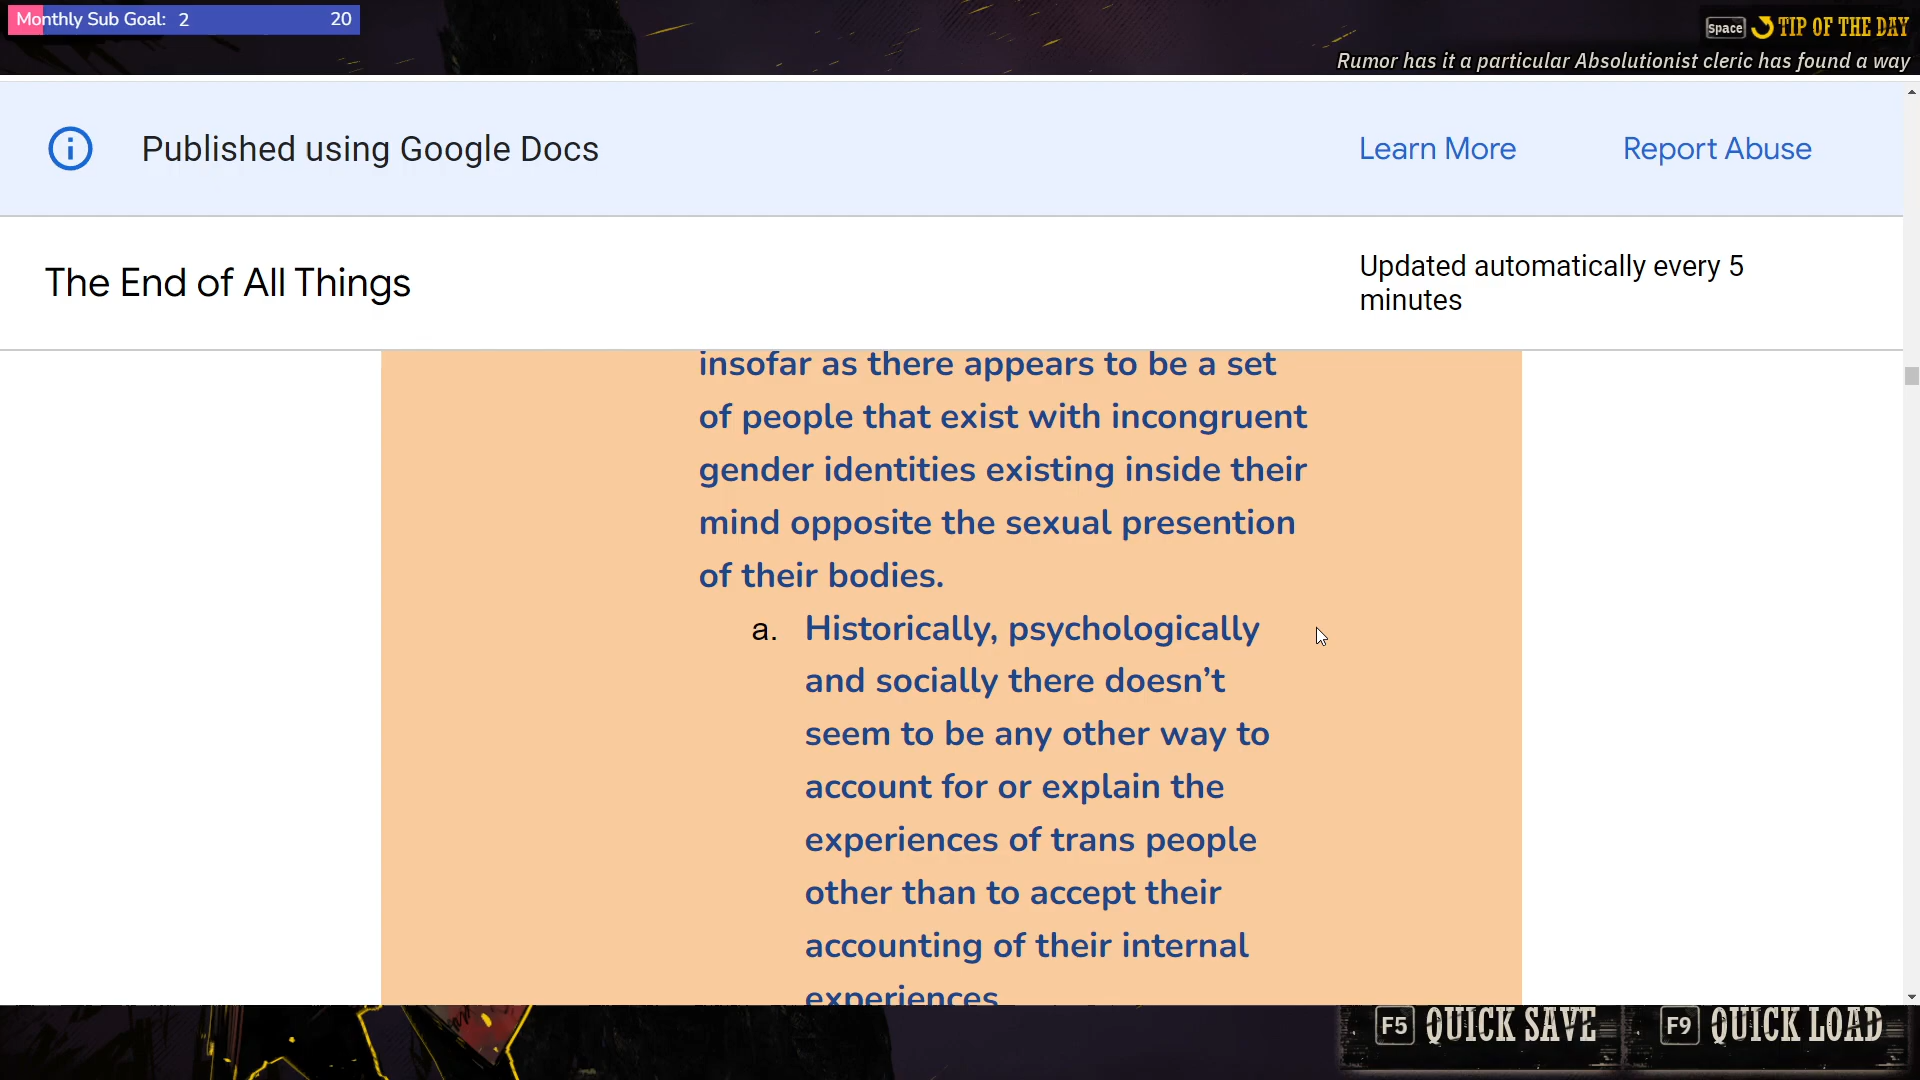 Monthly Sub Goal: 2 20
Space TIP OF THE DAY
Rumor has it a particular Absolutionist cleric has found a way
Published using Google Docs
Learn More
Report Abuse
The End of All Things
Updated automatically every 5
minutes
insofar as there appears to be a set
of people that exist with incongruent
gender identities existing inside their
mind opposite the sexual presention
of their bodies.
a. Historically, psychologically
and socially there doesn’t
seem to be any other way to
account for or explain the
experiences of trans people
other than to accept their
accounting of their internal
experiences
F5 QUICK SAVE
F9 QUICK LOAD